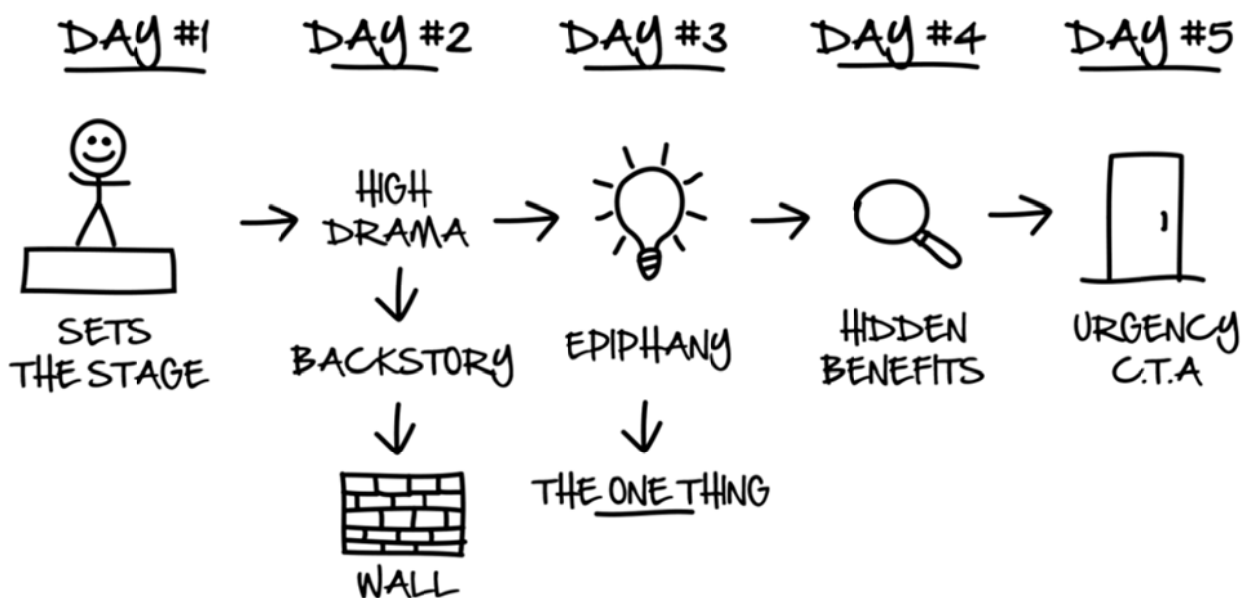 DAY #1
SETS
THE STAGE
DAY #2
HIGH
DRAMA
BACKSTORY
WALL
DAY #3
EPIPHANY
THE ONE THING
DAY #4
HIDDEN
BENEFITS
DAY #5
URGENCY
C.T.A